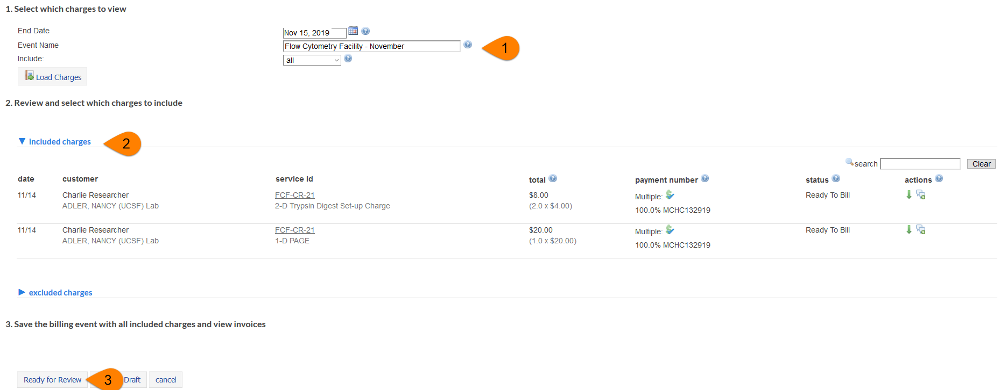 1. Select which charges to view
End Date Nov 15, 2019
Event Name Flow Cytometry Facility - November 1
Include: all
Load Charges
2. Review and select which charges to include
included charges 2
search Clear
date customer service id total payment number status actions
11/14 Charlie Researcher FCF-CR-21 $8.00 Multiple: Ready To Bill
ADLER, NANCY (UCSF) Lab 2-D Trypsin Digest Set-up Charge (2.0 x $4.00) 100.0% MCHC132919
11/14 Charlie Researcher FCF-CR-21 $20.00 Multiple: Ready To Bill
ADLER, NANCY (UCSF) Lab 1-D PAGE (1.0 x $20.00) 100.0% MCHC132919
excluded charges
3. Save the billing event with all included charges and view invoices
Ready for Review 3 Draft cancel